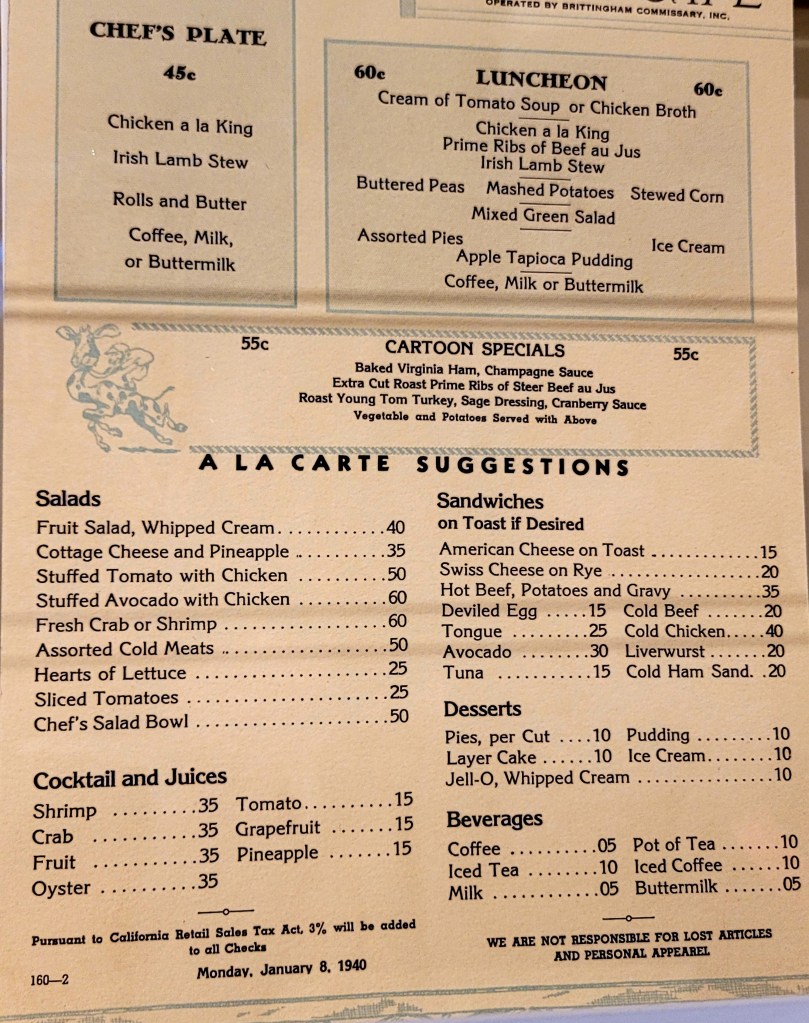 OPERATED BY BRITTINGHAM COMMISSARY, INC.
CHEF'S PLATE
45c
Chicken a la King
Irish Lamb Stew
Rolls and Butter
Coffee, Milk,
or Buttermilk
60c LUNCHEON 60c
Cream of Tomato Soup or Chicken Broth
Chicken a la King
Prime Ribs of Beef au Jus
Irish Lamb Stew
Buttered Peas Mashed Potatoes Stewed Corn
Mixed Green Salad
Assorted Pies Ice Cream
Apple Tapioca Pudding
Coffee, Milk or Buttermilk
55c CARTOON SPECIALS 55c
Baked Virginia Ham, Champagne Sauce
Extra Cut Roast Prime Ribs of Steer Beef au Jus
Roast Young Tom Turkey, Sage Dressing, Cranberry Sauce
Vegetable and Potatoes Served with Above
A LA CARTE SUGGESTIONS
Salads
Fruit Salad, Whipped Cream............40
Cottage Cheese and Pineapple ..........35
Stuffed Tomato with Chicken ..........50
Stuffed Avocado with Chicken ..........60
Fresh Crab or Shrimp ..................60
Assorted Cold Meats ..................50
Hearts of Lettuce .....................25
Sliced Tomatoes ......................25
Chef's Salad Bowl .....................50
Cocktail and Juices
Shrimp .........35 Tomato..........15
Crab ...........35 Grapefruit .......15
Fruit ...........35 Pineapple .......15
Oyster ..........35
Pursuant to California Retail Sales Tax Act, 3% will be added
to all Checks
160—2 Monday, January 8, 1940
Sandwiches
on Toast if Desired
American Cheese on Toast .............15
Swiss Cheese on Rye ..................20
Hot Beef, Potatoes and Gravy ..........35
Deviled Egg .....15 Cold Beef .......20
Tongue .........25 Cold Chicken.....40
Avocado ........30 Liverwurst .......20
Tuna ...........15 Cold Ham Sand. .20
Desserts
Pies, per Cut ....10 Pudding .........10
Layer Cake ......10 Ice Cream........10
Jell-O, Whipped Cream ................10
Beverages
Coffee ..........05 Pot of Tea .......10
Iced Tea ........10 Iced Coffee ......10
Milk ............05 Buttermilk .......05
WE ARE NOT RESPONSIBLE FOR LOST ARTICLES
AND PERSONAL APPEAREL